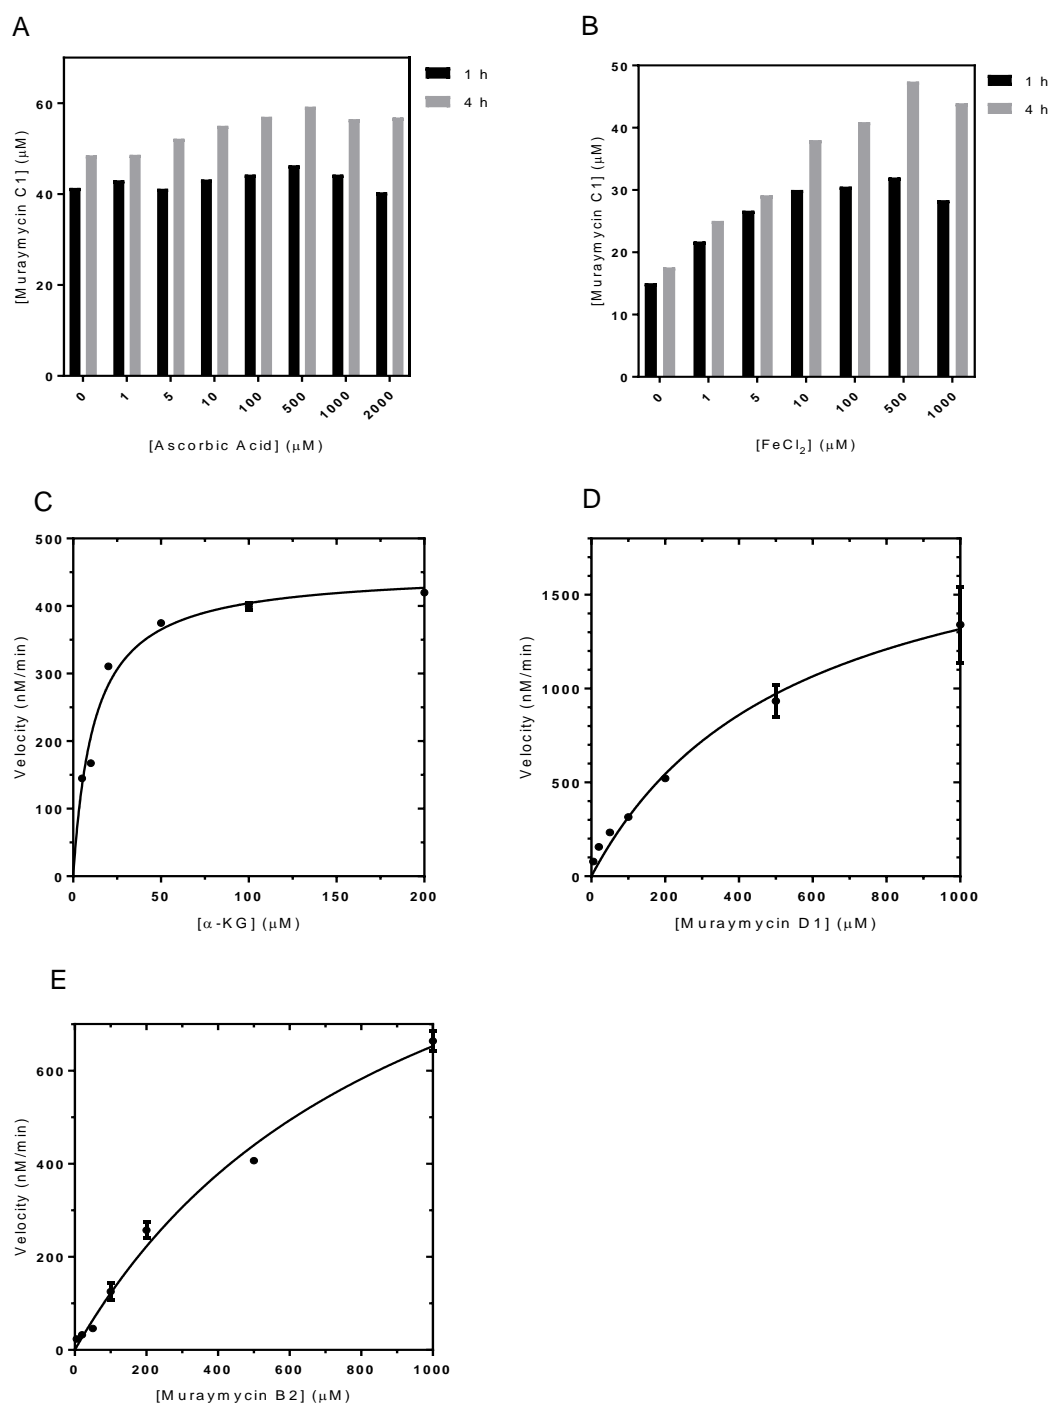 A
[Muraymycin C1] (μM)
60
40
20
0
0 1 5 10 100 500 1000 2000
[Ascorbic Acid] (μM)
1 h
4 h
B
[Muraymycin C1] (μM)
50
40
30
20
10
0
0 1 5 10 100 500 1000
[FeCl₂] (μM)
1 h
4 h
C
Velocity (nM/min)
500
400
300
200
100
0
0 50 100 150 200
[α-KG] (μM)
D
Velocity (nM/min)
1500
1000
500
0
0 200 400 600 800 1000
[Muraymycin D1] (μM)
E
Velocity (nM/min)
600
400
200
0
0 200 400 600 800 1000
[Muraymycin B2] (μM)